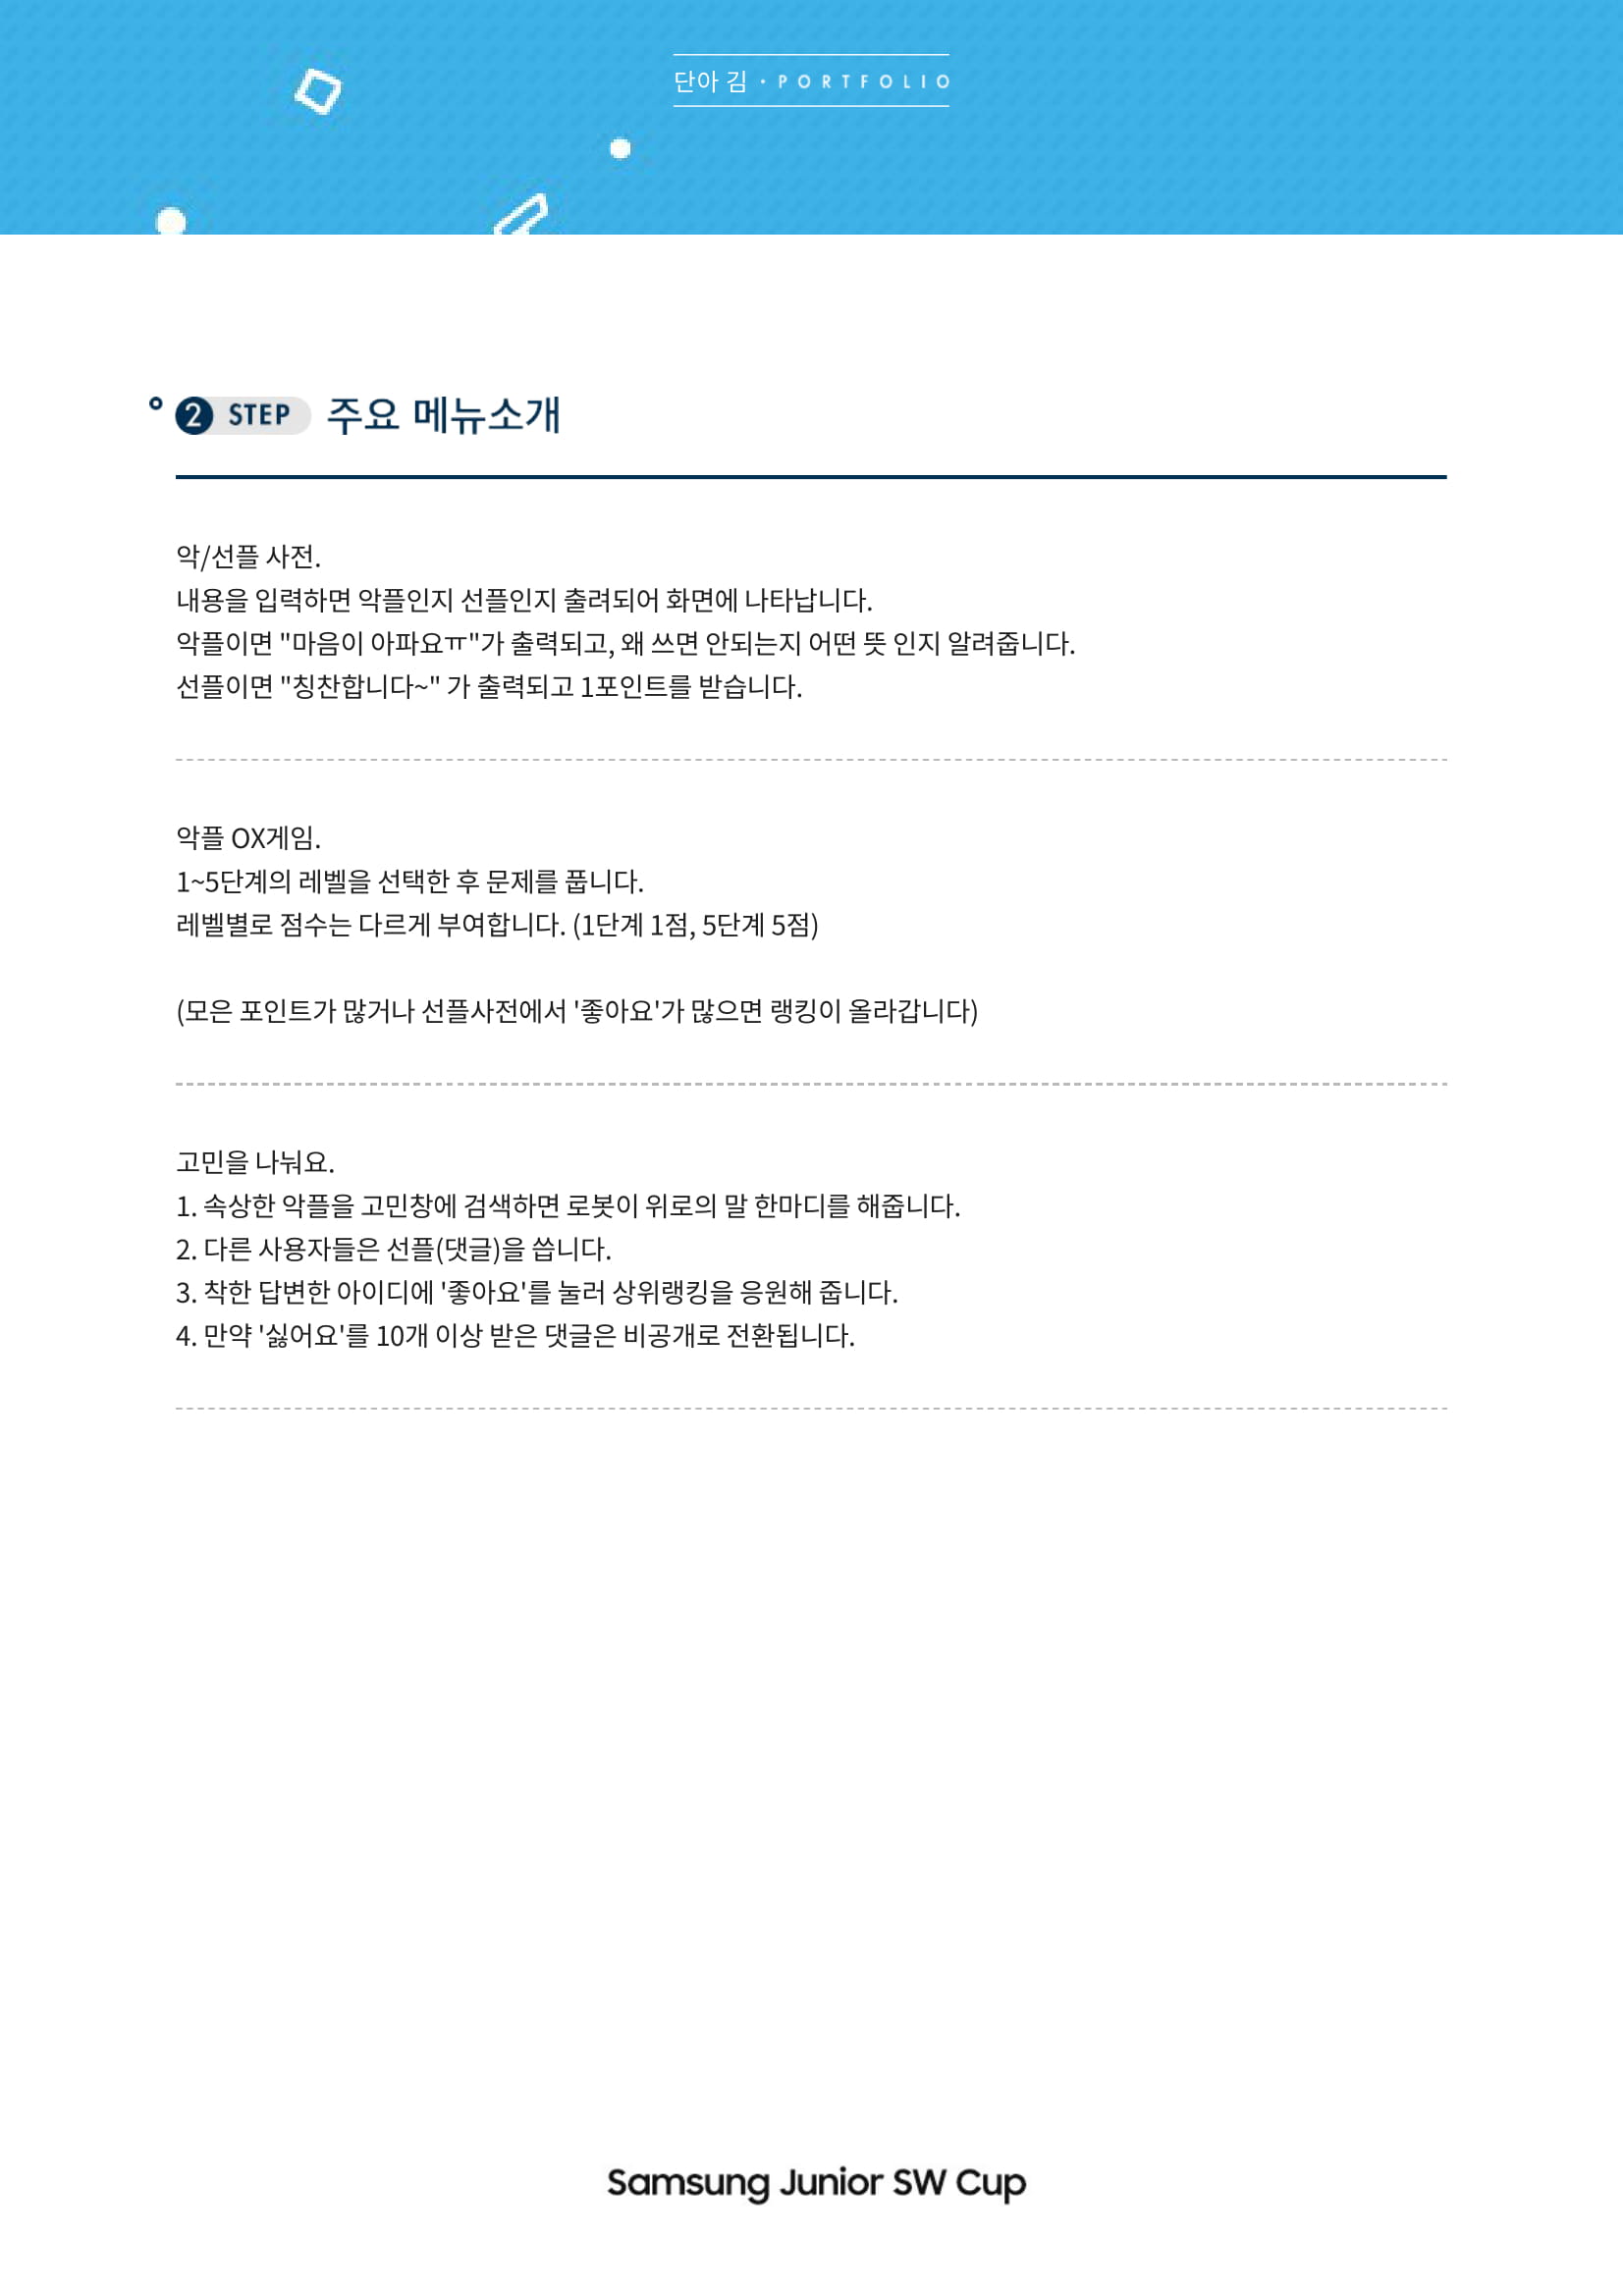 단아 김 · PORTFOLIO
2 STEP 주요 메뉴소개
악/선플 사전.
내용을 입력하면 악플인지 선플인지 출려되어 화면에 나타납니다.
악플이면 "마음이 아파요ㅠ"가 출력되고, 왜 쓰면 안되는지 어떤 뜻 인지 알려줍니다.
선플이면 "칭찬합니다~" 가 출력되고 1포인트를 받습니다.
악플 OX게임.
1~5단계의 레벨을 선택한 후 문제를 풉니다.
레벨별로 점수는 다르게 부여합니다. (1단계 1점, 5단계 5점)
(모은 포인트가 많거나 선플사전에서 '좋아요'가 많으면 랭킹이 올라갑니다)
고민을 나눠요.
1. 속상한 악플을 고민창에 검색하면 로봇이 위로의 말 한마디를 해줍니다.
2. 다른 사용자들은 선플(댓글)을 씁니다.
3. 착한 답변한 아이디에 '좋아요'를 눌러 상위랭킹을 응원해 줍니다.
4. 만약 '싫어요'를 10개 이상 받은 댓글은 비공개로 전환됩니다.
Samsung Junior SW Cup